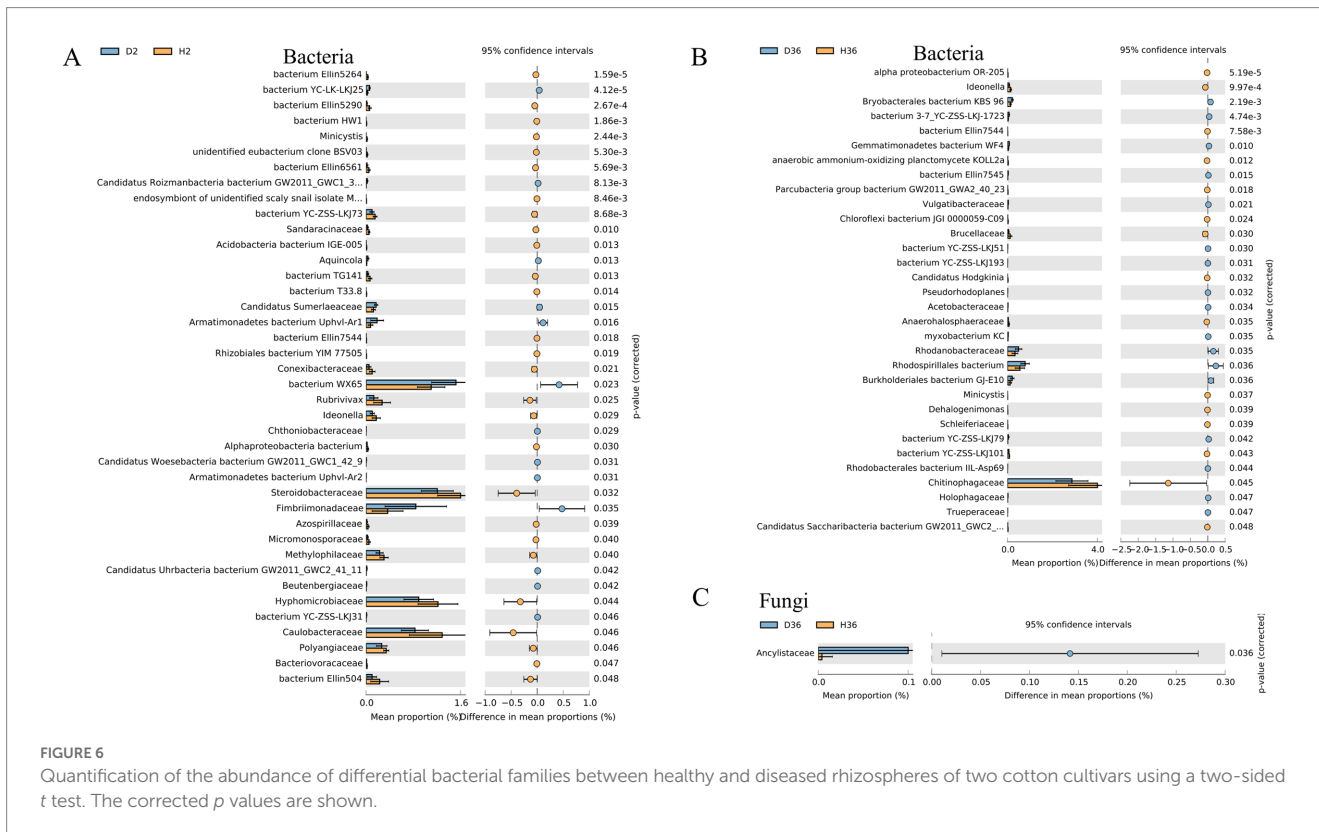 A
D2
H2
Bacteria
95% confidence intervals
bacterium Ellin5264 1.59e-5
bacterium YC-LK-LKJ25 4.12e-5
bacterium Ellin5290 2.67e-4
bacterium HW1 1.86e-3
Minicystis 2.44e-3
unidentified eubacterium clone BSV03 5.30e-3
bacterium Ellin6561 5.69e-3
Candidatus Roizmanbacteria bacterium GW2011_GWC1_3... 8.13e-3
endosymbiont of unidentified scaly snail isolate M... 8.46e-3
bacterium YC-ZSS-LKJ73 8.68e-3
Sandaracinaceae 0.010
Acidobacteria bacterium IGE-005 0.013
Aquincola 0.013
bacterium TG141 0.013
bacterium T33.8 0.014
Candidatus Sumerlaeaceae 0.015
Armatimonadetes bacterium Uphvl-Ar1 0.016
bacterium Ellin7544 0.018
Rhizobiales bacterium YIM 77505 0.019
Conexibacteraceae 0.021
bacterium WX65 0.023
Rubrivivax 0.025
Ideonella 0.029
Chthoniobacteraceae 0.029
Alphaproteobacteria bacterium 0.030
Candidatus Woesebacteria bacterium GW2011_GWC1_42_9 0.031
Armatimonadetes bacterium Uphvl-Ar2 0.031
Steroidobacteraceae 0.032
Fimbriimonadaceae 0.035
Azospirillaceae 0.039
Micromonosporaceae 0.040
Methylophilaceae 0.040
Candidatus Uhrbacteria bacterium GW2011_GWC2_41_11 0.042
Beutenbergiaceae 0.042
Hyphomicrobiaceae 0.044
bacterium YC-ZSS-LKJ31 0.046
Caulobacteraceae 0.046
Polyangiaceae 0.046
Bacteriovoracaceae 0.047
bacterium Ellin504 0.048
0.0 1.6 −1.0 −0.5 0.0 0.5 1.0
Mean proportion (%) Difference in mean proportions (%)
p-value (corrected)
B
D36
H36
Bacteria
95% confidence intervals
alpha proteobacterium OR-205 5.19e-5
Ideonella 9.97e-4
Bryobacterales bacterium KBS 96 2.19e-3
bacterium 3-7_YC-ZSS-LKJ-1723 4.74e-3
bacterium Ellin7544 7.58e-3
Gemmatimonadetes bacterium WF4 0.010
anaerobic ammonium-oxidizing planctomycete KOLL2a 0.012
bacterium Ellin7545 0.015
Parcubacteria group bacterium GW2011_GWA2_40_23 0.018
Vulgatibacteraceae 0.021
Chloroflexi bacterium JGI 0000059-C09 0.024
Brucellaceae 0.030
bacterium YC-ZSS-LKJ51 0.030
bacterium YC-ZSS-LKJ193 0.031
Candidatus Hodgkinia 0.032
Pseudorhodoplanes 0.032
Acetobacteraceae 0.034
Anaerohalosphaeraceae 0.035
myxobacterium KC 0.035
Rhodanobacteraceae 0.035
Rhodospirillales bacterium 0.036
Burkholderiales bacterium GJ-E10 0.036
Minicystis 0.037
Dehalogenimonas 0.039
Schleiferiaceae 0.039
bacterium YC-ZSS-LKJ79 0.042
bacterium YC-ZSS-LKJ101 0.043
Rhodobacterales bacterium IIL-Asp69 0.044
Chitinophagaceae 0.045
Holophagaceae 0.047
Trueperaceae 0.047
Candidatus Saccharibacteria bacterium GW2011_GWC2_... 0.048
0.0 4.0 −2.5−2.0−1.5−1.0−0.5 0.0 0.5
Mean proportion (%) Difference in mean proportions (%)
p-value (corrected)
C
Fungi
D36
H36
95% confidence intervals
Ancylistaceae 0.036
0.0 0.1 0.00 0.05 0.10 0.15 0.20 0.25 0.30
Mean proportion (%) Difference in mean proportions (%)
p-value (corrected)
FIGURE 6
Quantification of the abundance of differential bacterial families between healthy and diseased rhizospheres of two cotton cultivars using a two-sided
t test. The corrected p values are shown.